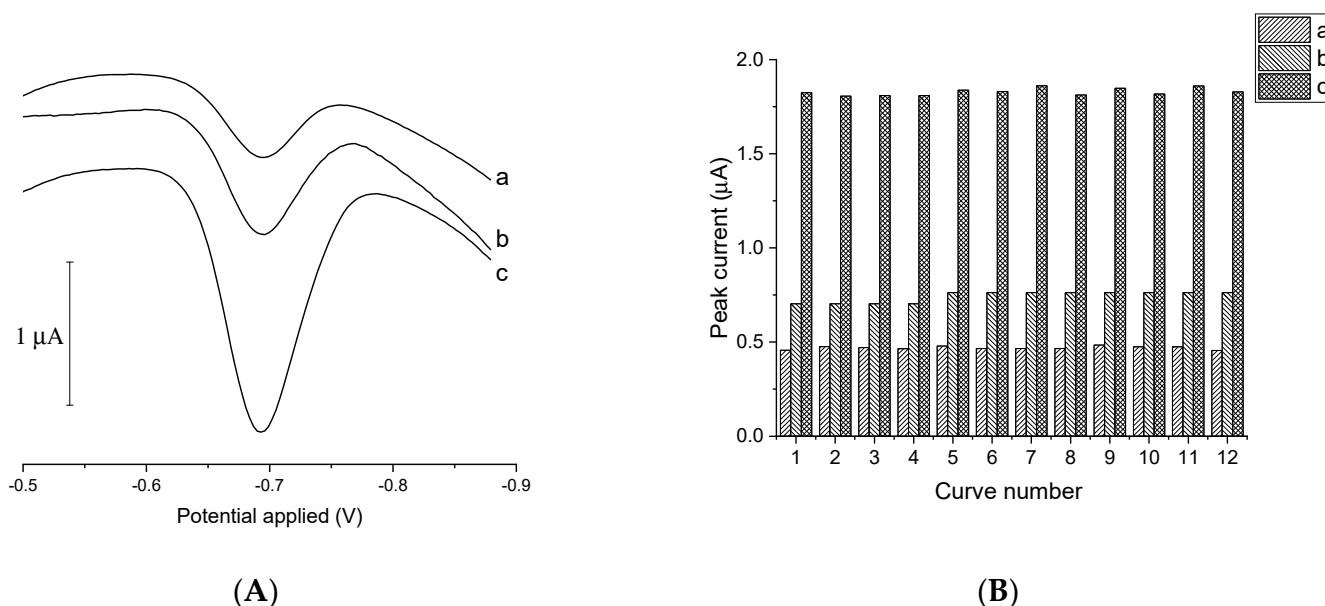 a
b
c
1 μA
-0.5 -0.6 -0.7 -0.8 -0.9
Potential applied (V)
(A)
a
b
c
2.0
1.5
1.0
0.5
0.0
Peak current (μA)
1 2 3 4 5 6 7 8 9 10 11 12
Curve number
(B)